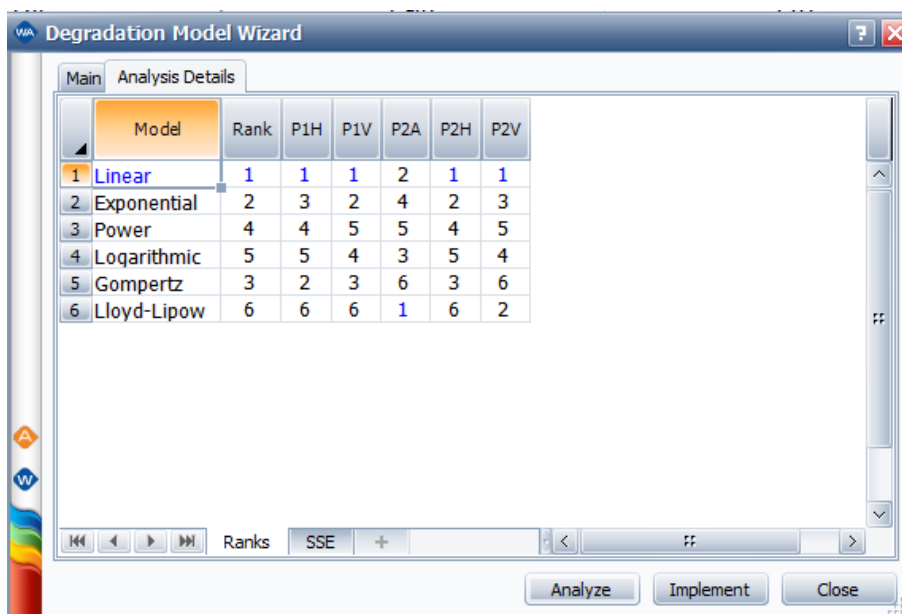 WA Degradation Model Wizard ?
Main Analysis Details
Model Rank P1H P1V P2A P2H P2V
1 Linear 1 1 1 2 1 1
2 Exponential 2 3 2 4 2 3
3 Power 4 4 5 5 4 5
4 Logarithmic 5 5 4 3 5 4
5 Gompertz 3 2 3 6 3 6
6 Lloyd-Lipow 6 6 6 1 6 2
A
W
Ranks SSE +
Analyze Implement Close